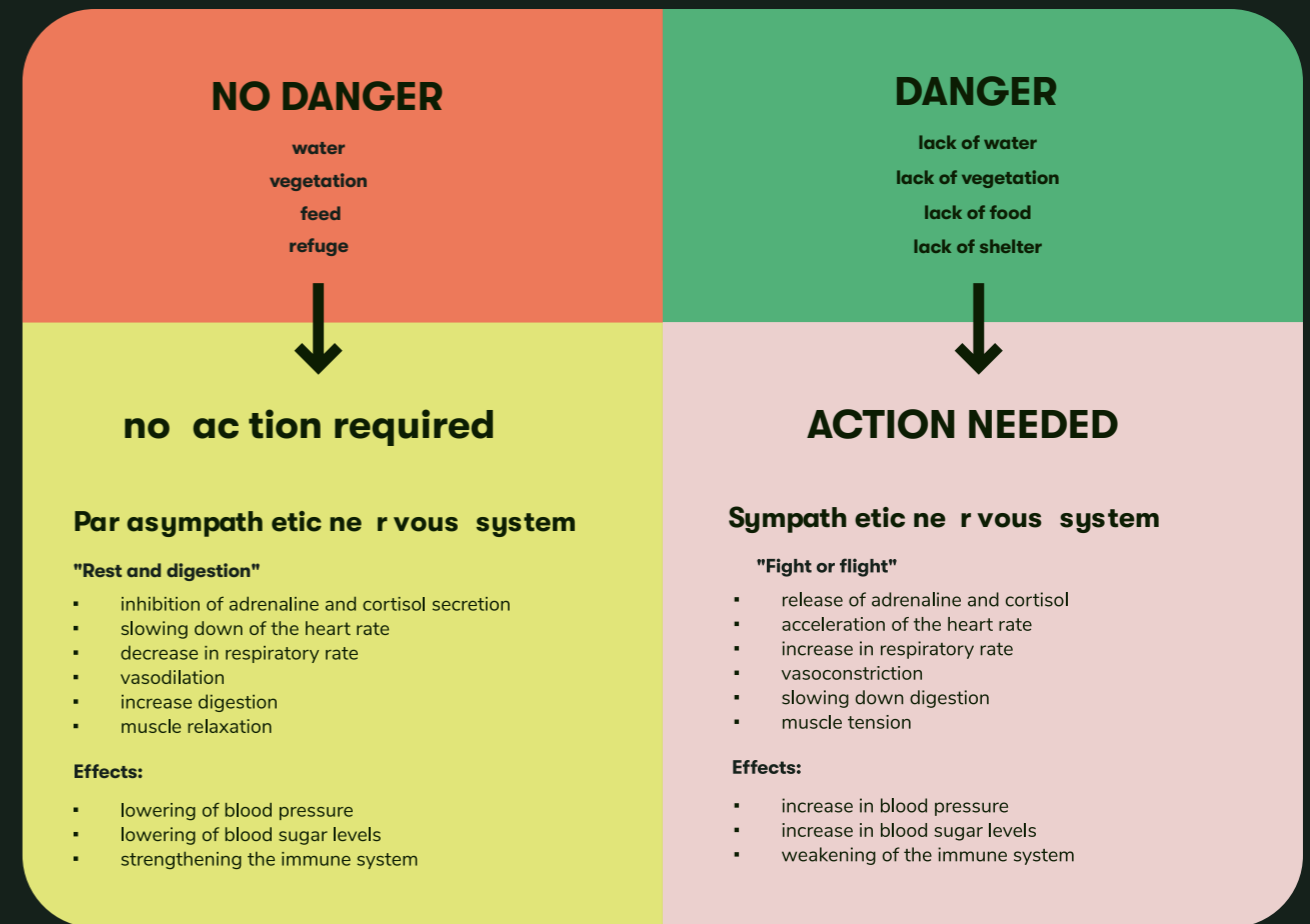 NO DANGER
water
vegetation
feed
refuge
no ac tion required
Par asympath etic ne r vous system
"Rest and digestion"
▪ inhibition of adrenaline and cortisol secretion
▪ slowing down of the heart rate
▪ decrease in respiratory rate
▪ vasodilation
▪ increase digestion
▪ muscle relaxation
Effects:
▪ lowering of blood pressure
▪ lowering of blood sugar levels
▪ strengthening the immune system
DANGER
lack of water
lack of vegetation
lack of food
lack of shelter
ACTION NEEDED
Sympath etic ne r vous system
"Fight or flight"
▪ release of adrenaline and cortisol
▪ acceleration of the heart rate
▪ increase in respiratory rate
▪ vasoconstriction
▪ slowing down digestion
▪ muscle tension
Effects:
▪ increase in blood pressure
▪ increase in blood sugar levels
▪ weakening of the immune system